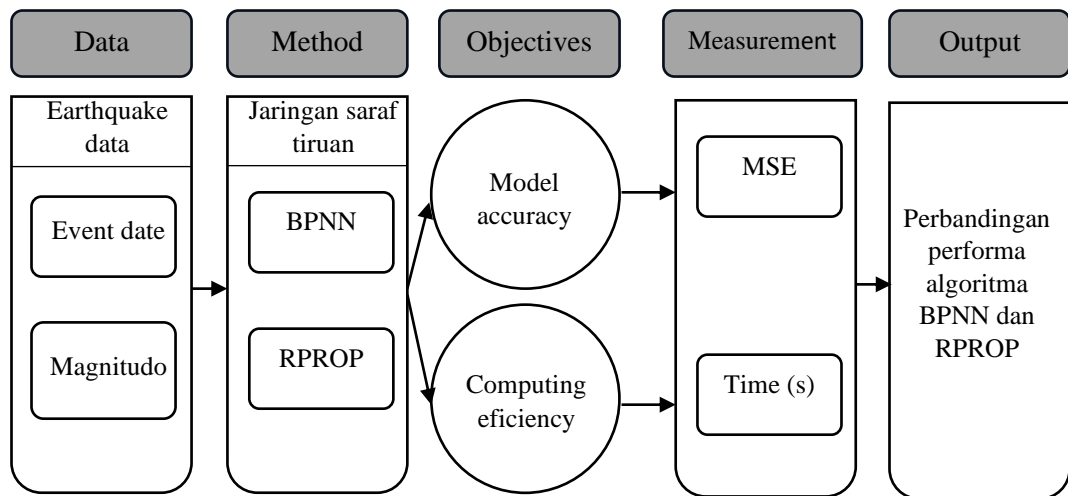 Data
Method
Objectives
Measurement
Output
Earthquake
data
Event date
Magnitudo
Jaringan saraf
tiruan
BPNN
RPROP
Model
accuracy
Computing
eficiency
MSE
Time (s)
Perbandingan
performa
algoritma
BPNN dan
RPROP